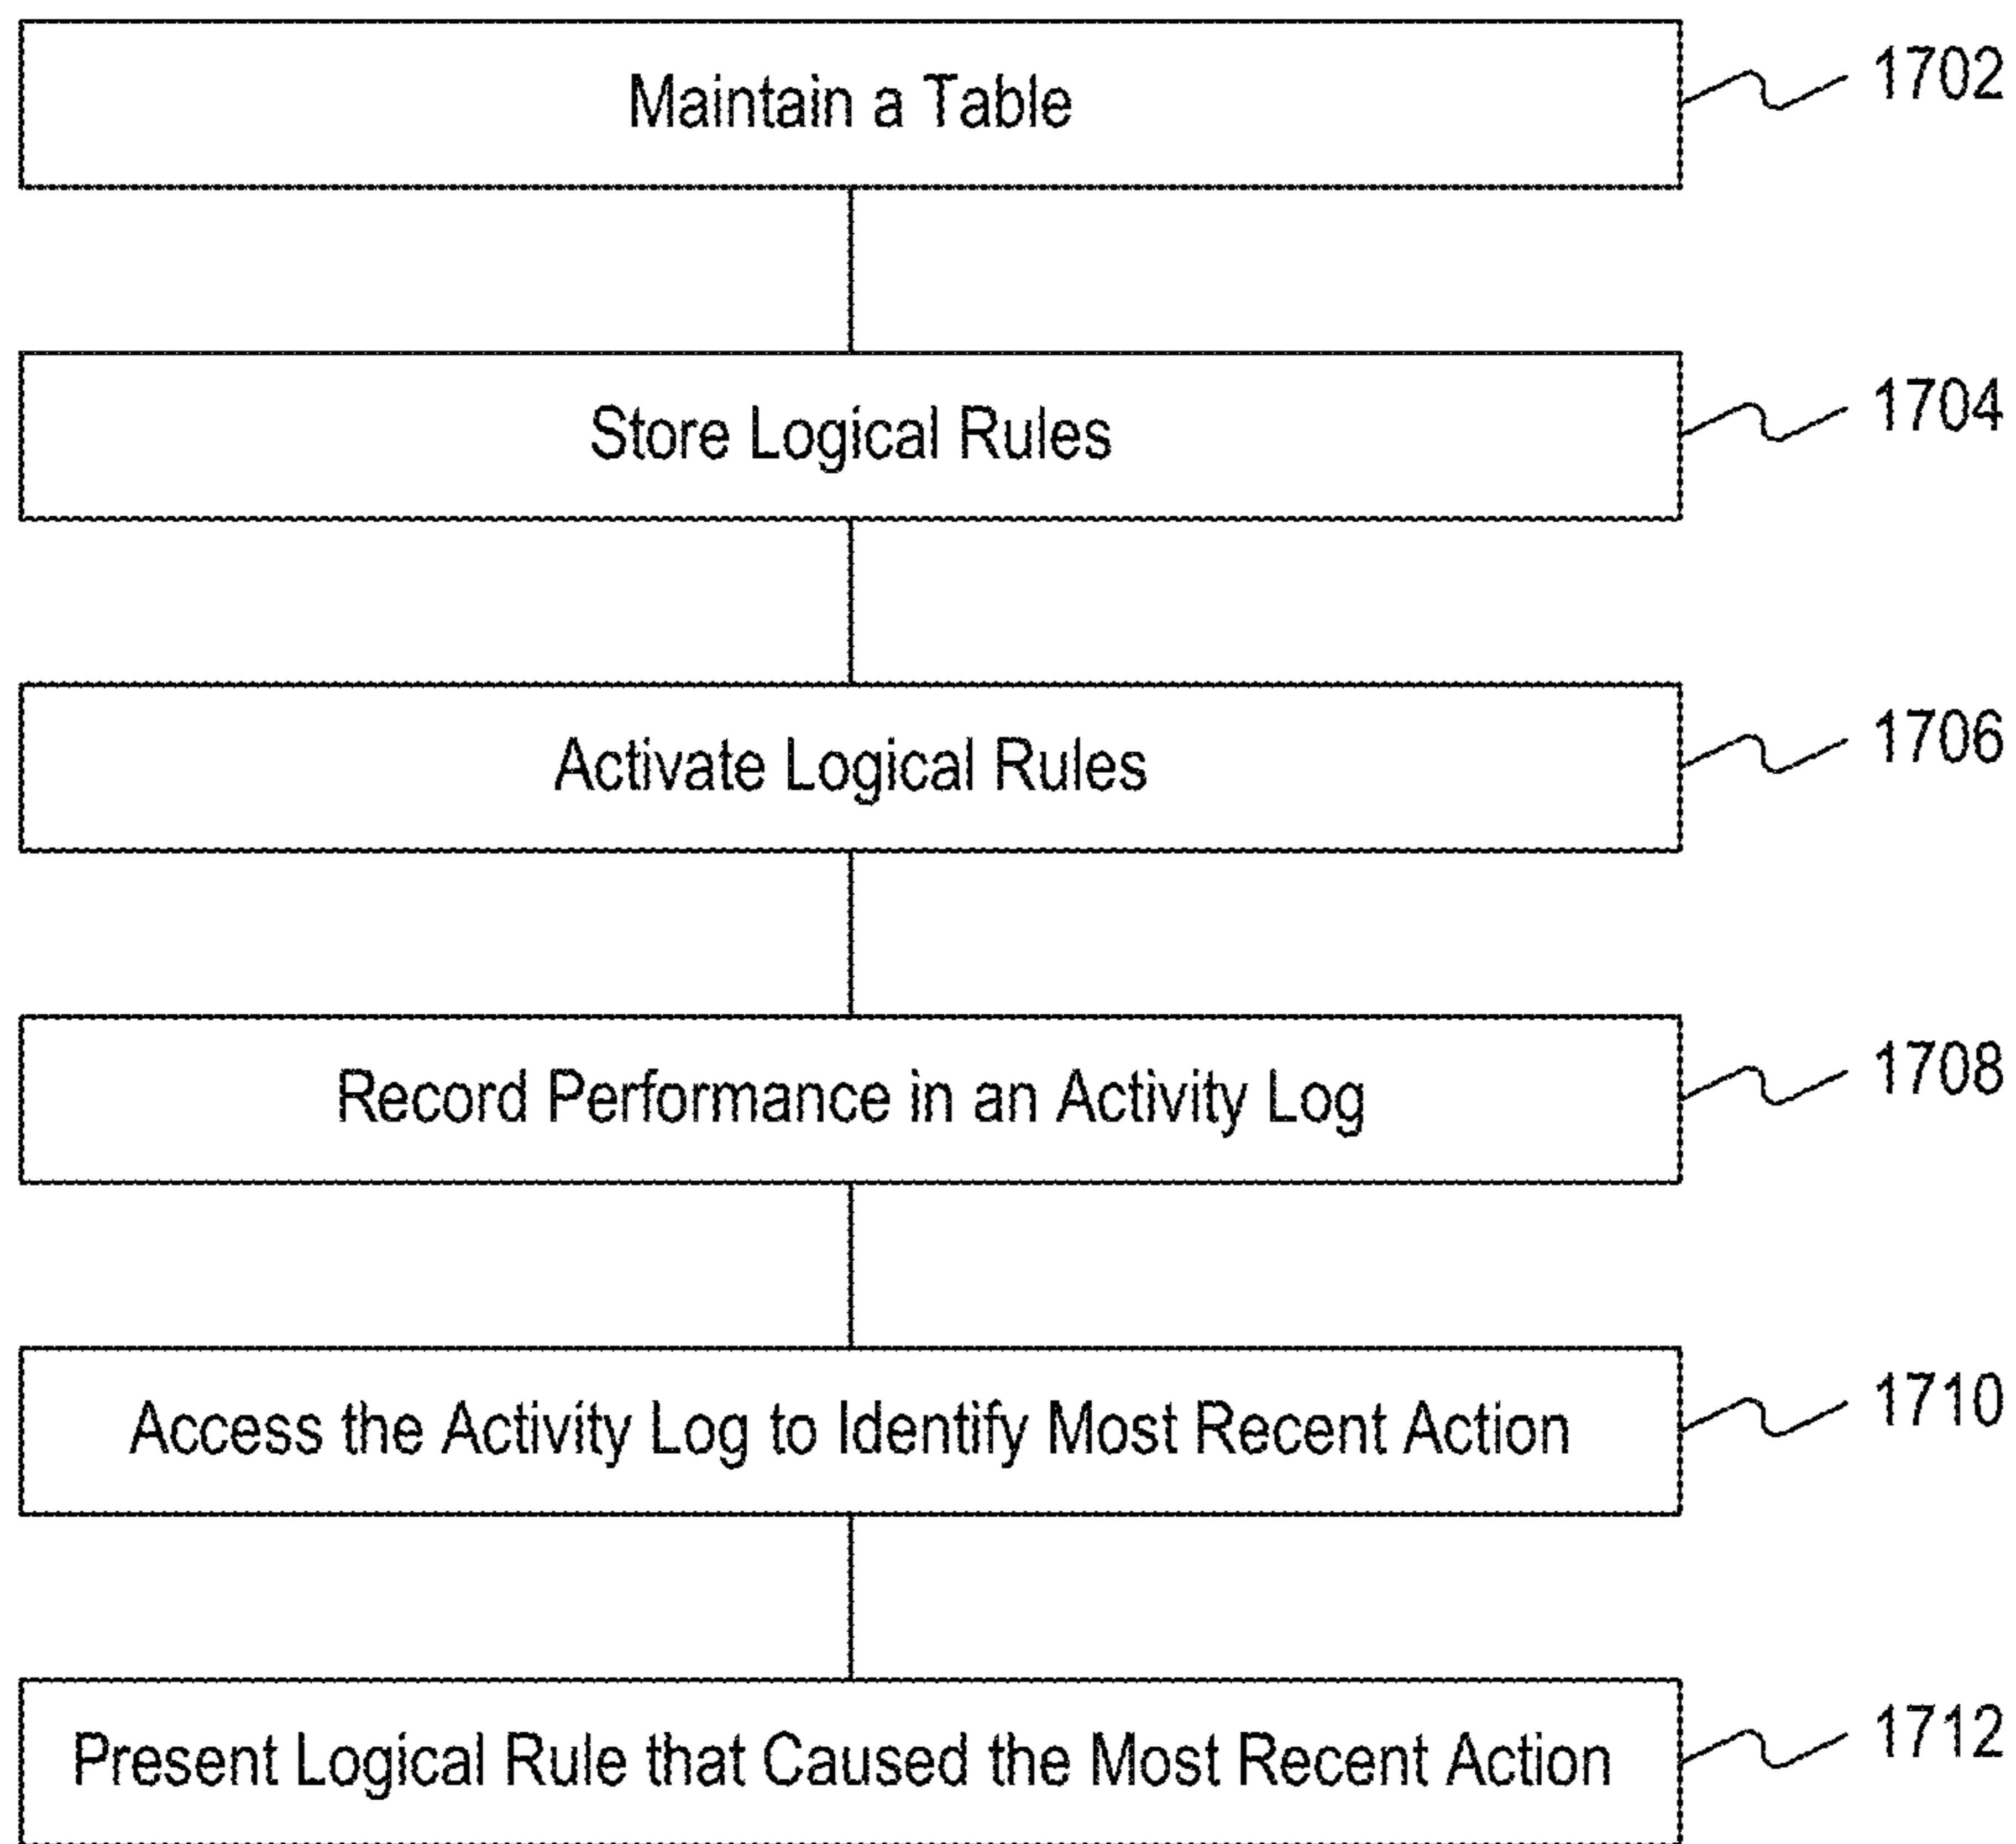 Maintain a Table
1702
Store Logical Rules
1704
Activate Logical Rules
1706
Record Performance in an Activity Log
1708
Access the Activity Log to Identify Most Recent Action
1710
Present Logical Rule that Caused the Most Recent Action
1712